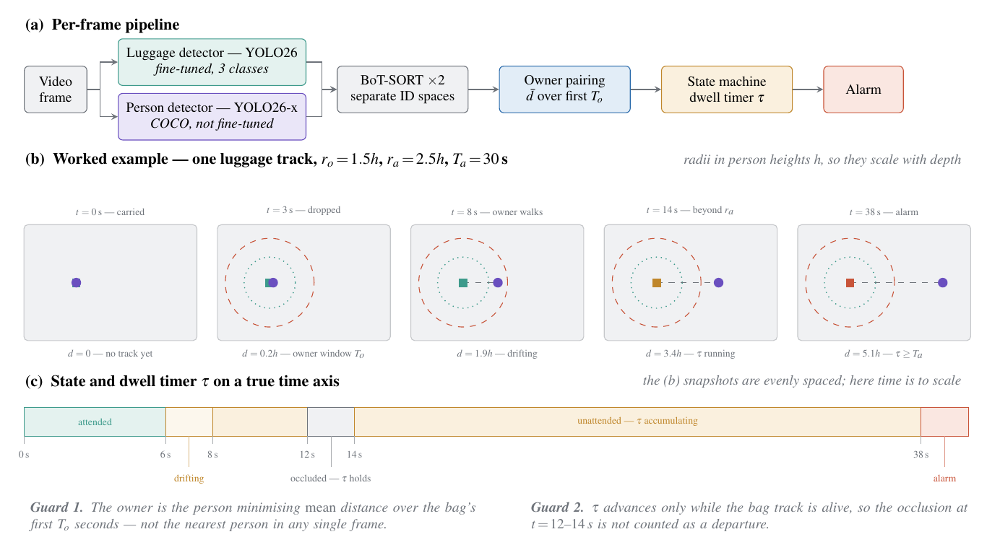 (a) Per-frame pipeline
Luggage detector — YOLO26
fine-tuned, 3 classes
Video
frame
Person detector — YOLO26-x
COCO, not fine-tuned
BoT-SORT ×2
separate ID spaces
Owner pairing
d̄ over first Tₒ
State machine
dwell timer τ
Alarm
(b) Worked example — one luggage track, rₒ = 1.5h, rₐ = 2.5h, Tₐ = 30 s
radii in person heights h, so they scale with depth
t = 0 s — carried
t = 3 s — dropped
t = 8 s — owner walks
t = 14 s — beyond rₐ
t = 38 s — alarm
d = 0 — no track yet
d = 0.2h — owner window Tₒ
d = 1.9h — drifting
d = 3.4h — τ running
d = 5.1h — τ ≥ Tₐ
(c) State and dwell timer τ on a true time axis
the (b) snapshots are evenly spaced; here time is to scale
attended
unattended — τ accumulating
0 s
6 s
8 s
12 s
14 s
38 s
drifting
occluded — τ holds
alarm
Guard 1. The owner is the person minimising mean distance over the bag's
first Tₒ seconds — not the nearest person in any single frame.
Guard 2. τ advances only while the bag track is alive, so the occlusion at
t = 12–14 s is not counted as a departure.